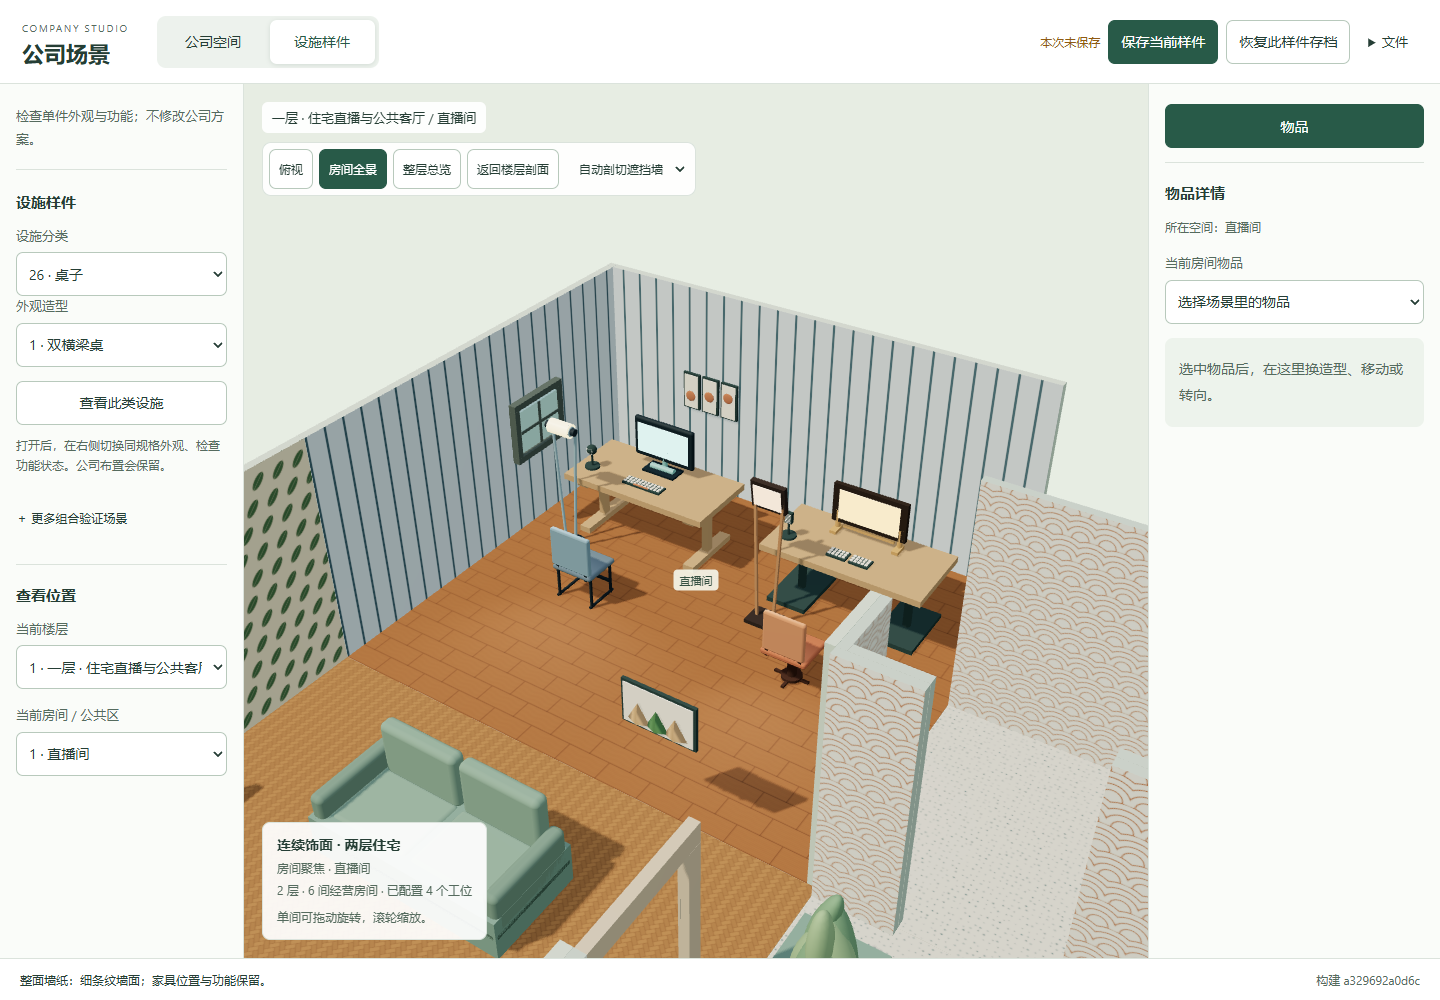 COMPANY STUDIO
公司场景
公司空间
设施样件
本次未保存
保存当前样件
恢复此样件存档
▶ 文件
检查单件外观与功能；不修改公司方
案。
设施样件
设施分类
26 · 桌子
外观造型
1 · 双横梁桌
查看此类设施
打开后，在右侧切换同规格外观、检查
功能状态。公司布置会保留。
+ 更多组合验证场景
查看位置
当前楼层
1 · 一层 · 住宅直播与公共客厅
当前房间 / 公共区
1 · 直播间
一层 · 住宅直播与公共客厅 / 直播间
俯视
房间全景
整层总览
返回楼层剖面
自动剖切遮挡墙
直播间
连续饰面 · 两层住宅
房间聚焦 · 直播间
2 层 · 6 间经营房间 · 已配置 4 个工位
单间可拖动旋转，滚轮缩放。
物品
物品详情
所在空间：直播间
当前房间物品
选择场景里的物品
选中物品后，在这里换造型、移动或
转向。
整面墙纸：细条纹墙面；家具位置与功能保留。
构建 a329692a0d6c